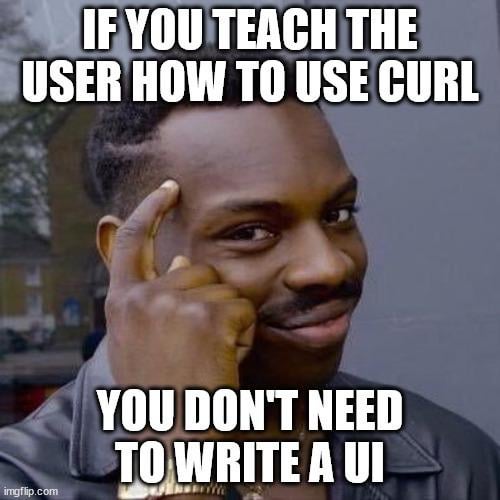 IF YOU TEACH THE
USER HOW TO USE CURL
YOU DON'T NEED
TO WRITE A UI
imgflip.com